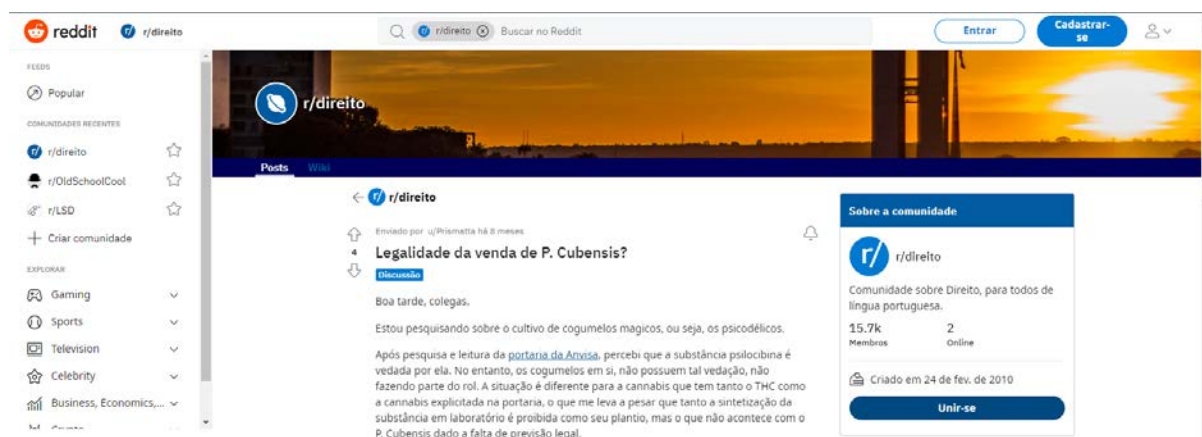 reddit
r/direito
r/direito
Buscar no Reddit
Entrar
Cadastrar-
se
FEEDS
Popular
COMUNIDADES RECENTES
r/direito
r/OldSchoolCool
r/LSD
Criar comunidade
EXPLORAR
Gaming
Sports
Television
Celebrity
Business, Economics,...
r/direito
Posts
Wiki
r/direito
Enviado por u/Prismatta há 8 meses
4
Legalidade da venda de P. Cubensis?
Discussão
Boa tarde, colegas.
Estou pesquisando sobre o cultivo de cogumelos magicos, ou seja, os psicodélicos.
Após pesquisa e leitura da portaria da Anvisa, percebi que a substância psilocibina é
vedada por ela. No entanto, os cogumelos em si, não possuem tal vedação, não
fazendo parte do rol. A situação é diferente para a cannabis que tem tanto o THC como
a cannabis explicitada na portaria, o que me leva a pesar que tanto a sintetização da
substância em laboratório é proibida como seu plantio, mas o que não acontece com o
P. Cubensis dado a falta de previsão legal.
Sobre a comunidade
r/
r/direito
Comunidade sobre Direito, para todos de
língua portuguesa.
15.7k 2
Membros Online
Criado em 24 de fev. de 2010
Unir-se